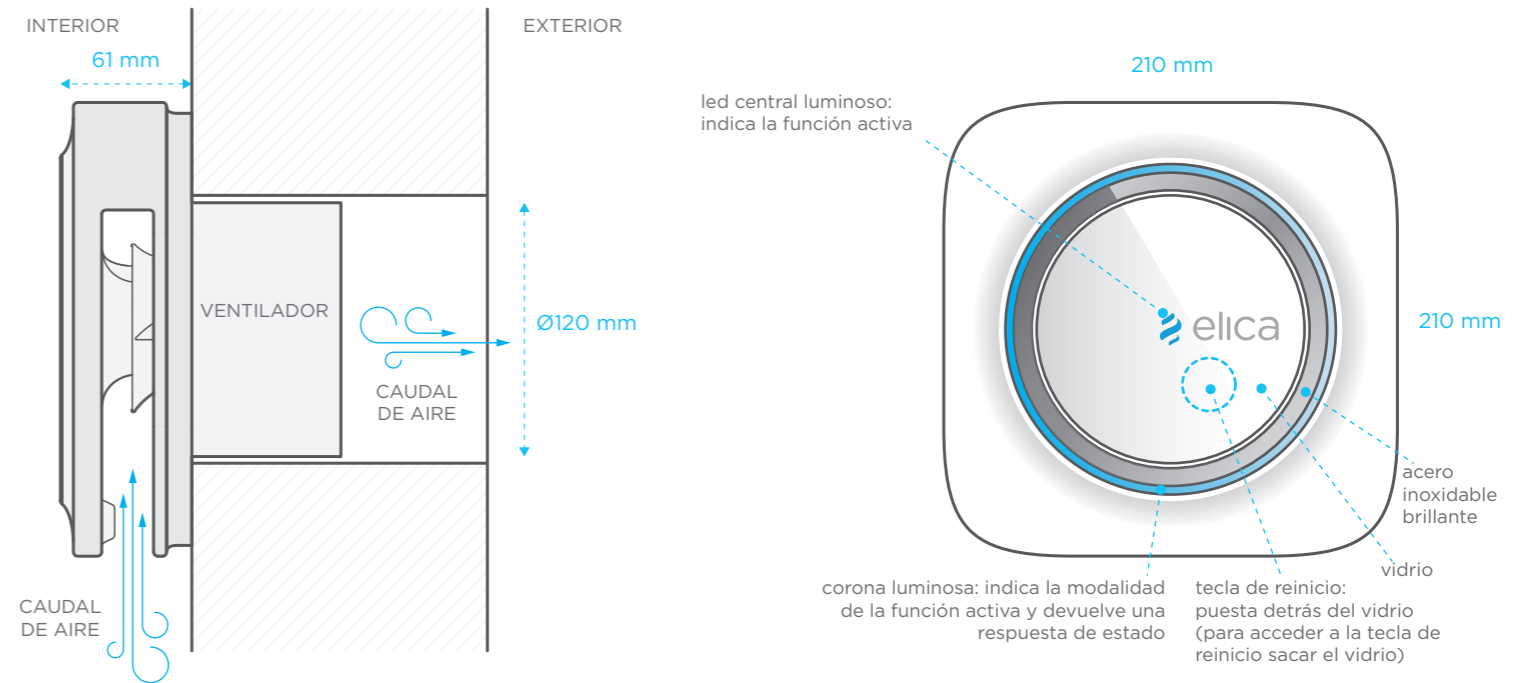 INTERIOR
61 mm
EXTERIOR
VENTILADOR
Ø120 mm
CAUDAL
DE AIRE
CAUDAL
DE AIRE
210 mm
led central luminoso:
indica la función activa
elica
210 mm
acero
inoxidable
brillante
vidrio
corona luminosa: indica la modalidad
de la función activa y devuelve una
respuesta de estado
tecla de reinicio:
puesta detrás del vidrio
(para acceder a la tecla de
reinicio sacar el vidrio)